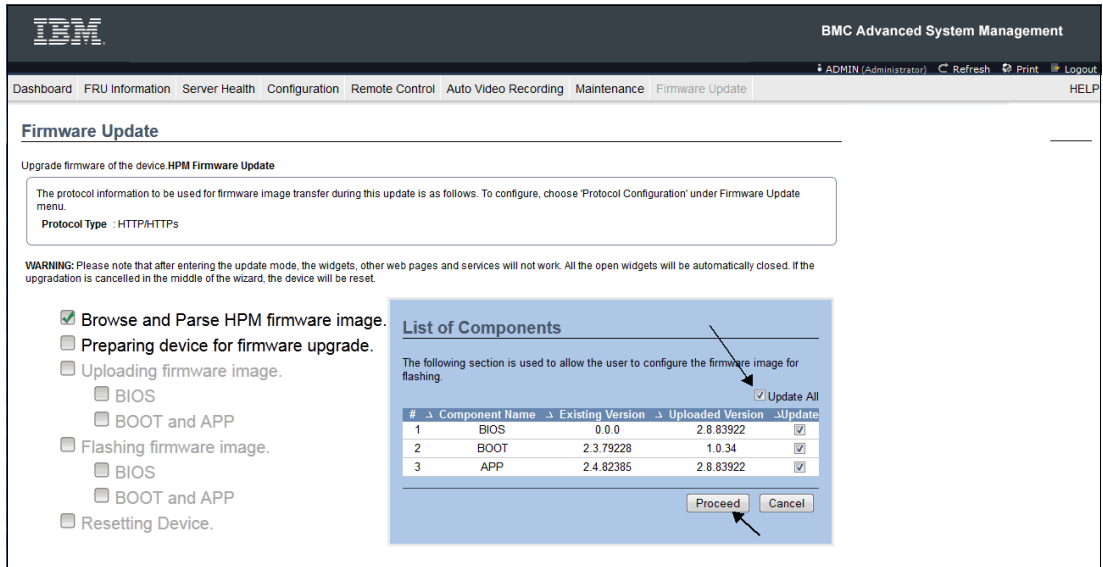 IBM.
BMC Advanced System Management
ADMIN (Administrator) Refresh Print Logout
Dashboard FRU Information Server Health Configuration Remote Control Auto Video Recording Maintenance Firmware Update HELP
Firmware Update
Upgrade firmware of the device.HPM Firmware Update
The protocol information to be used for firmware image transfer during this update is as follows. To configure, choose 'Protocol Configuration' under Firmware Update
menu.
Protocol Type : HTTP/HTTPs
WARNING: Please note that after entering the update mode, the widgets, other web pages and services will not work. All the open widgets will be automatically closed. If the
upgradation is cancelled in the middle of the wizard, the device will be reset.
Browse and Parse HPM firmware image.
Preparing device for firmware upgrade.
Uploading firmware image.
BIOS
BOOT and APP
Flashing firmware image.
BIOS
BOOT and APP
Resetting Device.
List of Components
The following section is used to allow the user to configure the firmware image for
flashing.
Update All
# Component Name Existing Version Uploaded Version Update
1 BIOS 0.0.0 2.8.83922
2 BOOT 2.3.79228 1.0.34
3 APP 2.4.82385 2.8.83922
Proceed Cancel